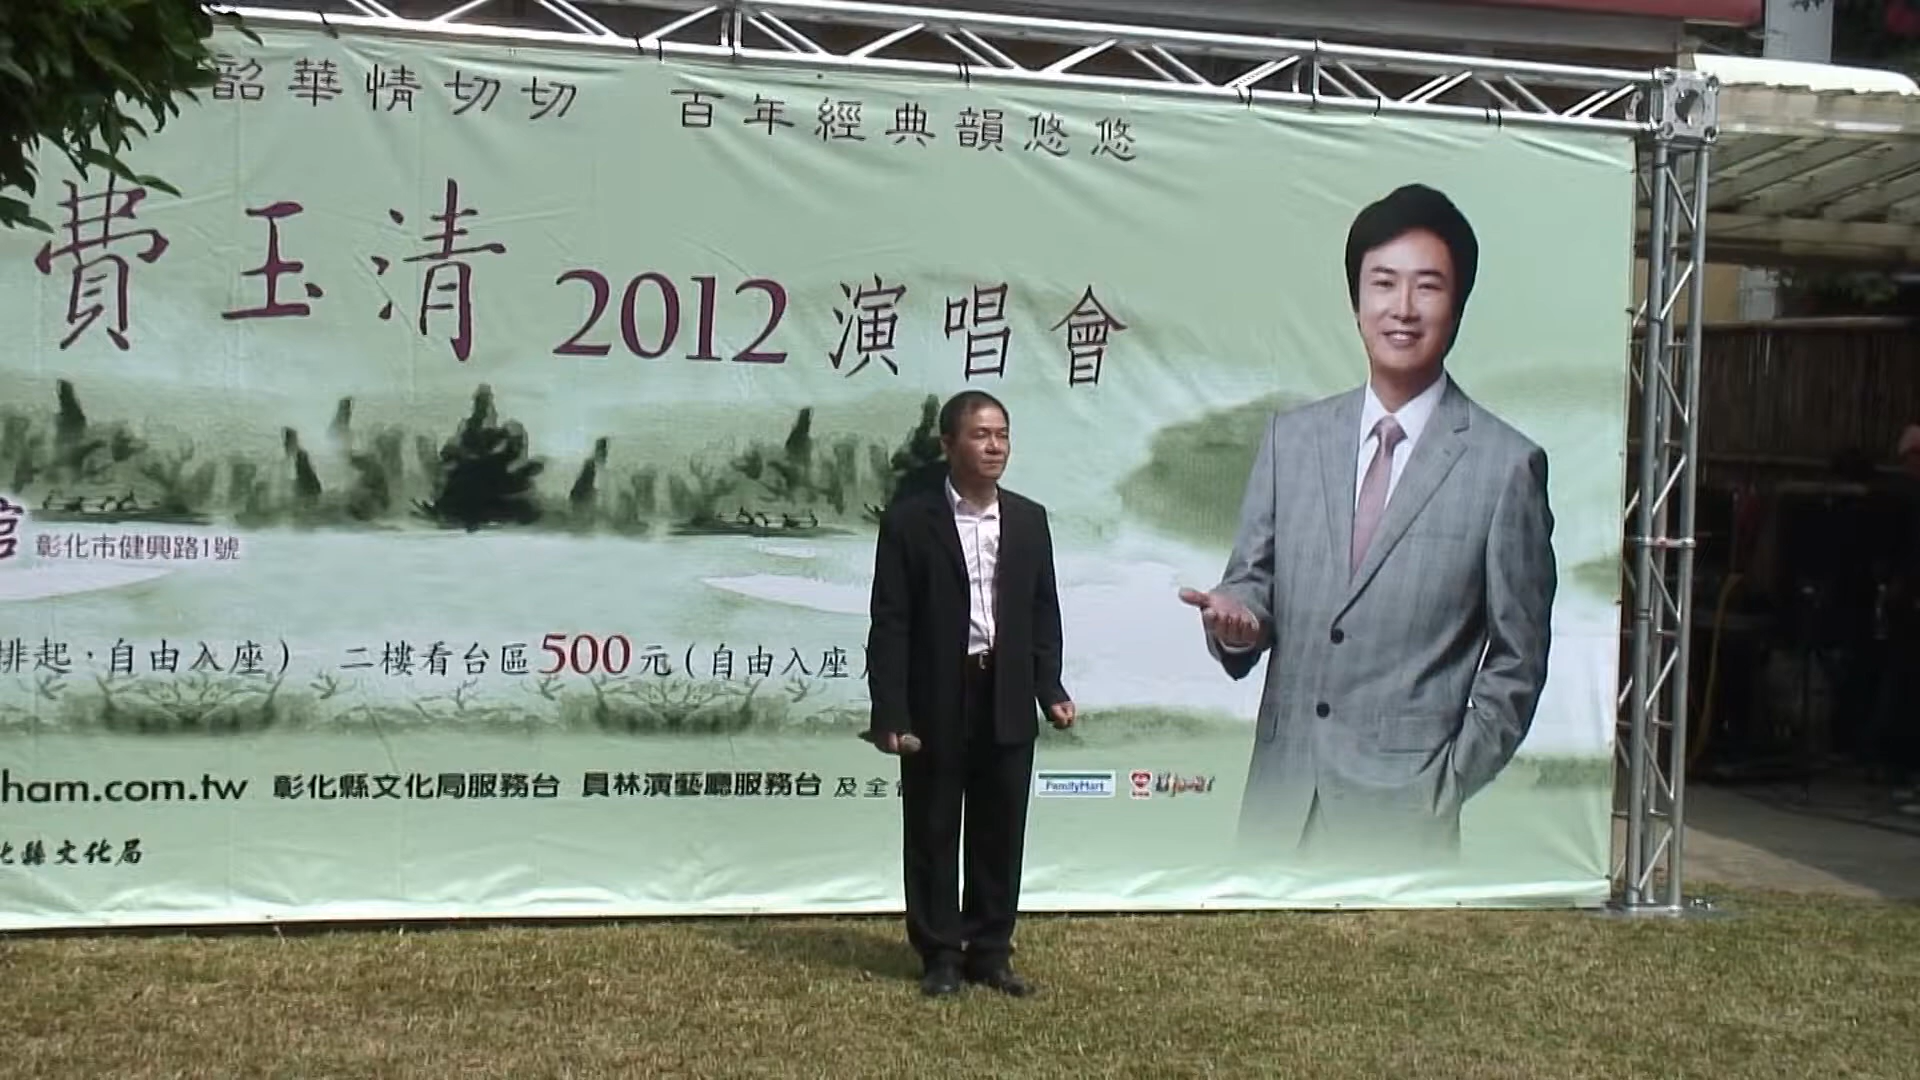 韶華情切切 百年經典韻悠悠
費玉清 2012 演唱會
館 彰化市健興路1號
排起，自由入座） 二樓看台區500元（自由入座）
ham.com.tw 彰化縣文化局服務台 員林演藝廳服務台 及全 FamilyMart
化縣文化局